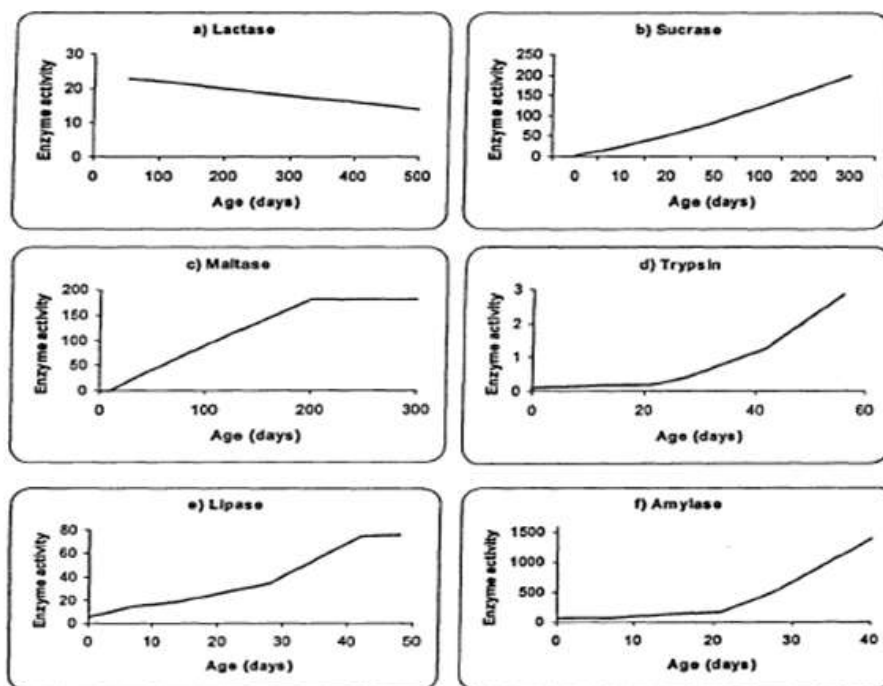 a) Lactase
Enzyme activity
30
20
10
0
0 100 200 300 400 500
Age (days)
b) Sucrase
Enzyme activity
250
200
150
100
50
0
0 10 20 50 100 200 300
Age (days)
c) Maltase
Enzyme activity
200
150
100
50
0
0 100 200 300
Age (days)
d) Trypsin
Enzyme activity
3
2
1
0
0 20 40 60
Age (days)
e) Lipase
Enzyme activity
80
60
40
20
0
0 10 20 30 40 50
Age (days)
f) Amylase
Enzyme activity
1500
1000
500
0
0 10 20 30 40
Age (days)